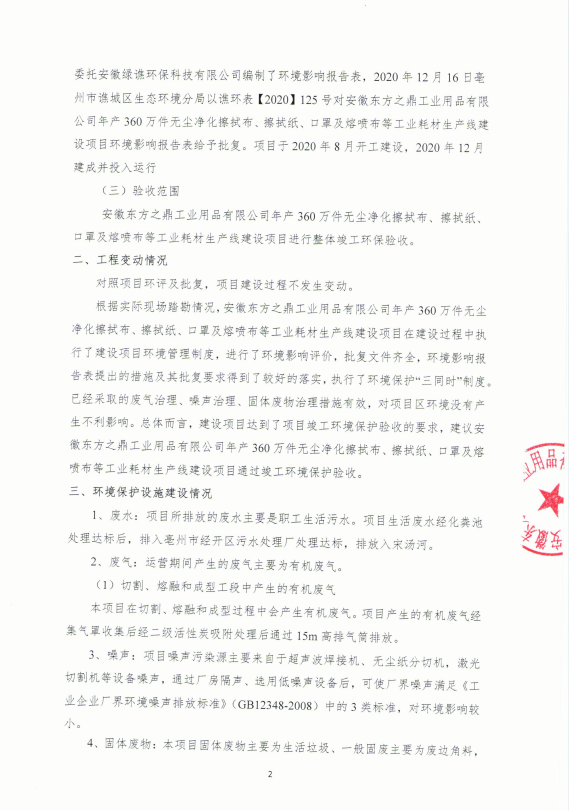 委托安徽绿谯环保科技有限公司编制了环境影响报告表，2020 年 12 月 16 日亳
州市谯城区生态环境分局以谯环表【2020】125 号对安徽东方之鼎工业用品有限
公司年产 360 万件无尘净化擦拭布、擦拭纸、口罩及熔喷布等工业耗材生产线建
设项目环境影响报告表给予批复。项目于 2020 年 8 月开工建设，2020 年 12 月
建成并投入运行
（三）验收范围
安徽东方之鼎工业用品有限公司年产 360 万件无尘净化擦拭布、擦拭纸、
口罩及熔喷布等工业耗材生产线建设项目进行整体竣工环保验收。
二、工程变动情况
对照项目环评及批复，项目建设过程不发生变动。
根据实际现场踏勘情况，安徽东方之鼎工业用品有限公司年产 360 万件无尘
净化擦拭布、擦拭纸、口罩及熔喷布等工业耗材生产线建设项目在建设过程中执
行了建设项目环境管理制度，进行了环境影响评价，批复文件齐全，环境影响报
告表提出的措施及其批复要求得到了较好的落实，执行了环境保护“三同时”制度。
已经采取的废气治理、噪声治理、固体废物治理措施有效，对项目区环境没有产
生不利影响。总体而言，建设项目达到了项目竣工环境保护验收的要求，建议安
徽东方之鼎工业用品有限公司年产 360 万件无尘净化擦拭布、擦拭纸、口罩及熔
喷布等工业耗材生产线建设项目通过竣工环境保护验收。
三、环境保护设施建设情况
1、废水：项目所排放的废水主要是职工生活污水。项目生活废水经化粪池
处理达标后，排入亳州市经开区污水处理厂处理达标，排放入宋汤河。
2、废气：运营期间产生的废气主要为有机废气。
（1）切割、熔融和成型工段中产生的有机废气
本项目在切割、熔融和成型过程中会产生有机废气。项目产生的有机废气经
集气罩收集后经二级活性炭吸附处理后通过 15m 高排气筒排放。
3、噪声：项目噪声污染源主要来自于超声波焊接机、无尘纸分切机，激光
切割机等设备噪声，通过厂房隔声、选用低噪声设备后，可使厂界噪声满足《工
业企业厂界环境噪声排放标准》（GB12348-2008）中的 3 类标准，对环境影响较
小。
4、固体废物：本项目固体废物主要为生活垃圾、一般固废主要为废边角料，
业用品
安徽东
2